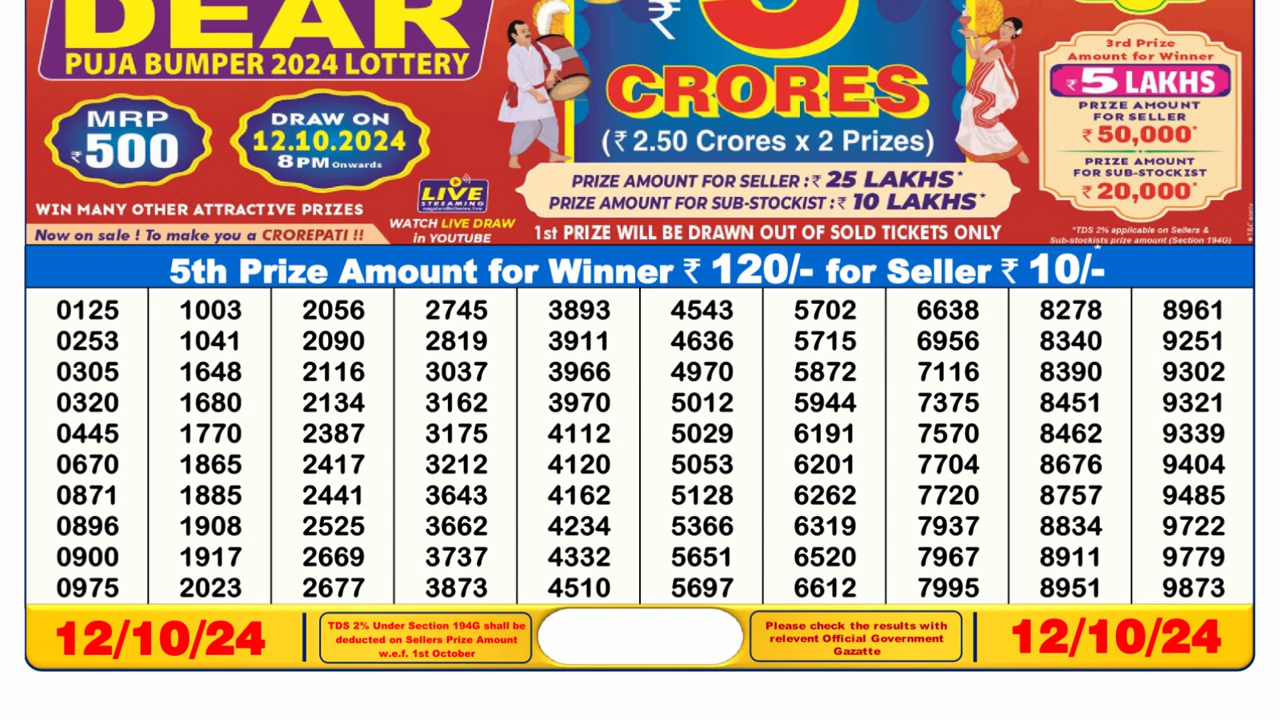 DEAR
PUJA BUMPER 2024 LOTTERY
MRP
₹500
DRAW ON
12.10.2024
8PM Onwards
WIN MANY OTHER ATTRACTIVE PRIZES
Now on sale ! To make you a CROREPATI !!
LIVE
STREAMING
WATCH LIVE DRAW
in YOUTUBE
₹ 5
CRORES
(₹ 2.50 Crores x 2 Prizes)
PRIZE AMOUNT FOR SELLER :₹ 25 LAKHS*
PRIZE AMOUNT FOR SUB-STOCKIST :₹ 10 LAKHS*
1st PRIZE WILL BE DRAWN OUT OF SOLD TICKETS ONLY
3rd Prize
Amount for Winner
₹5 LAKHS
PRIZE AMOUNT
FOR SELLER
₹50,000*
PRIZE AMOUNT
FOR SUB-STOCKIST
₹20,000*
*TDS 2% applicable on Sellers &
Sub-stockists prize amount (Section 194G)
5th Prize Amount for Winner ₹ 120/- for Seller ₹ 10/-*
0125 1003 2056 2745 3893 4543 5702 6638 8278 8961
0253 1041 2090 2819 3911 4636 5715 6956 8340 9251
0305 1648 2116 3037 3966 4970 5872 7116 8390 9302
0320 1680 2134 3162 3970 5012 5944 7375 8451 9321
0445 1770 2387 3175 4112 5029 6191 7570 8462 9339
0670 1865 2417 3212 4120 5053 6201 7704 8676 9404
0871 1885 2441 3643 4162 5128 6262 7720 8757 9485
0896 1908 2525 3662 4234 5366 6319 7937 8834 9722
0900 1917 2669 3737 4332 5651 6520 7967 8911 9779
0975 2023 2677 3873 4510 5697 6612 7995 8951 9873
12/10/24
TDS 2% Under Section 194G shall be
deducted on Sellers Prize Amount
w.e.f. 1st October
Please check the results with
relevent Official Government
Gazatte
12/10/24